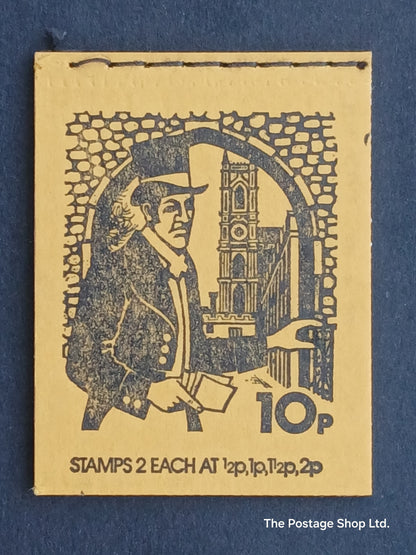 10p
STAMPS 2 EACH AT ½p,1p,1½p,2p
The Postage Shop Ltd.